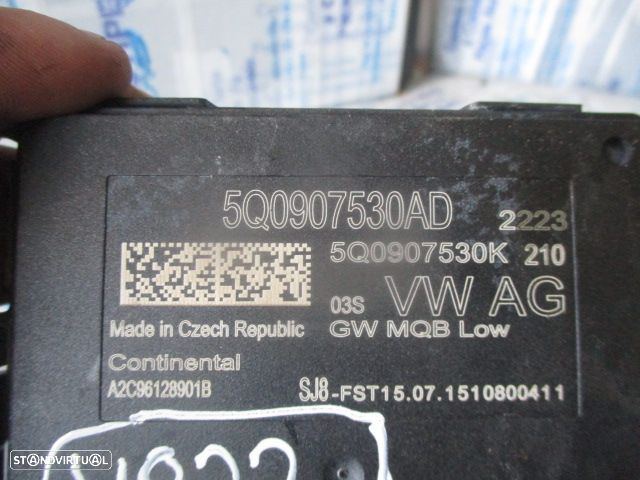 5Q0907530AD 2223
5Q0907530K 210
03S VW AG
Made in Czech Republic GW MQB Low
Continental
A2C96128901B SJ8-FST15.07.1510800411
STANDVIRTUAL